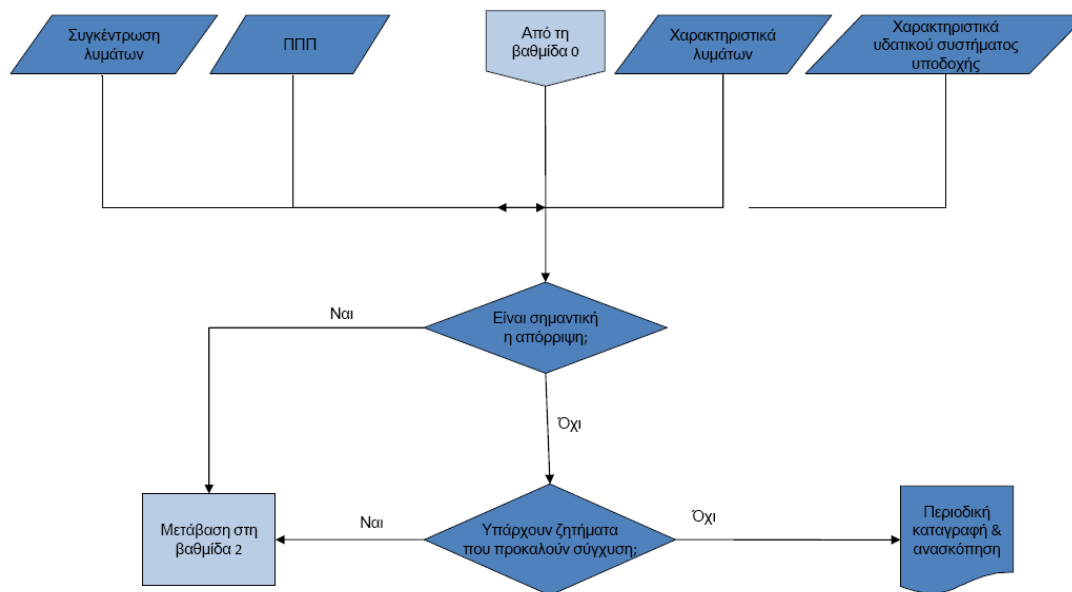 Συγκέντρωση
λυμάτων
ΠΠΠ
Από τη
βαθμίδα 0
Χαρακτηριστικά
λυμάτων
Χαρακτηριστικά
υδατικού συστήματος
υποδοχής
Ναι
Είναι σημαντική
η απόρριψη;
Όχι
Μετάβαση στη
βαθμίδα 2
Ναι
Υπάρχουν ζητήματα
που προκαλούν σύγχυση;
Όχι
Περιοδική
καταγραφή &
ανασκόπηση